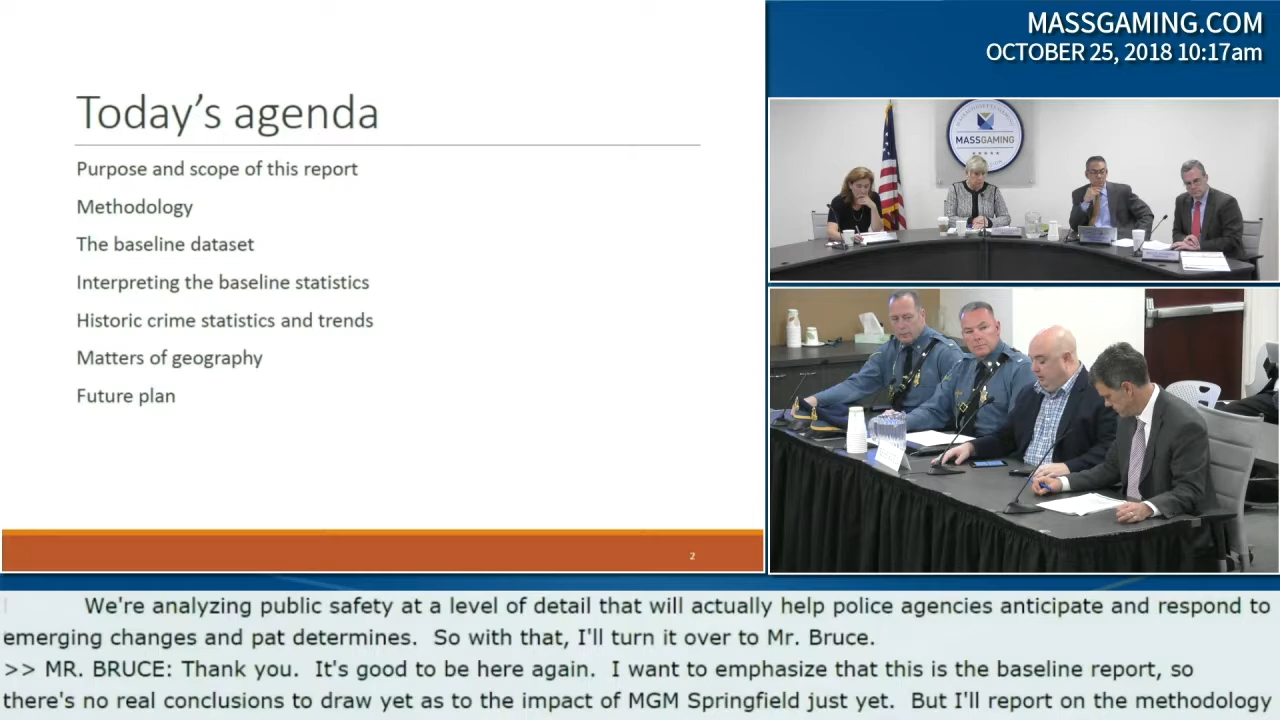 MASSGAMING.COM
OCTOBER 25, 2018 10:17am
Today's agenda
Purpose and scope of this report
Methodology
The baseline dataset
Interpreting the baseline statistics
Historic crime statistics and trends
Matters of geography
Future plan
2
MASSGAMING
We're analyzing public safety at a level of detail that will actually help police agencies anticipate and respond to
emerging changes and pat determines.  So with that, I'll turn it over to Mr. Bruce.
>> MR. BRUCE: Thank you.  It's good to be here again.  I want to emphasize that this is the baseline report, so
there's no real conclusions to draw yet as to the impact of MGM Springfield just yet.  But I'll report on the methodology